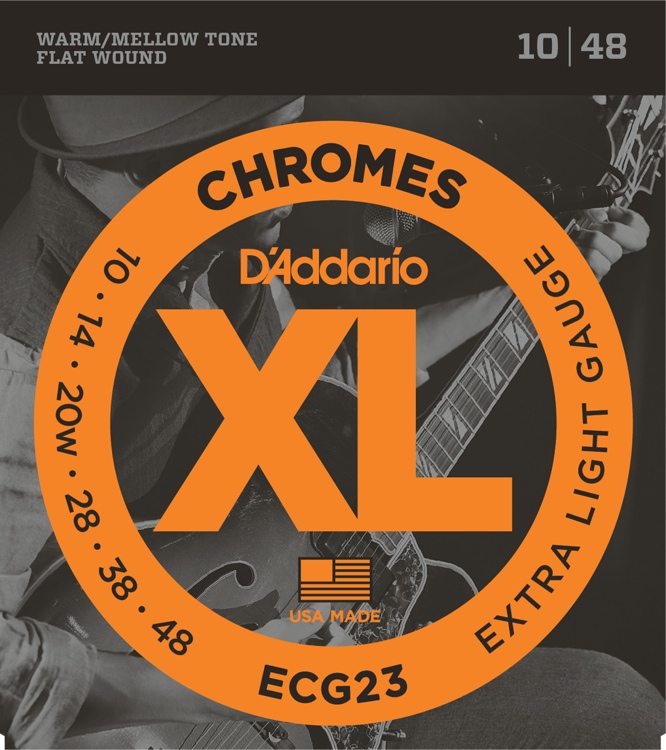 WARM/MELLOW TONE
FLAT WOUND
10|48
CHROMES
D'Addario
XL
USA MADE
10 • 14 • 20w • 28 • 38 • 48
EXTRA LIGHT GAUGE
ECG23